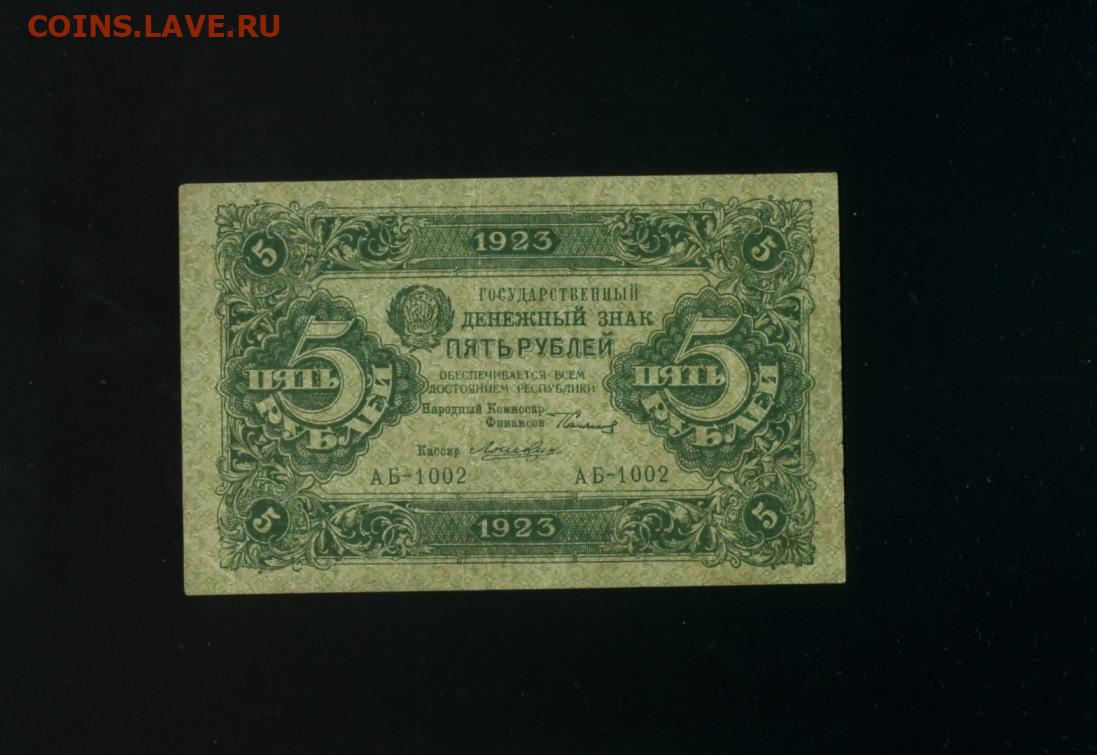 COINS.LAVE.RU
1923
5 5
ГОСУДАРСТВЕННЫЙ
ДЕНЕЖНЫЙ ЗНАК
ПЯТЬ РУБЛЕЙ
5 ПЯТЬ РУБЛЕЙ 5 ПЯТЬ РУБЛЕЙ
ОБЕСПЕЧИВАЕТСЯ ВСЕМ
ДОСТОЯНИЕМ РЕСПУБЛИКИ
Народный Комиссар
Финансов
Кассир
АБ-1002 АБ-1002
5 1923 5